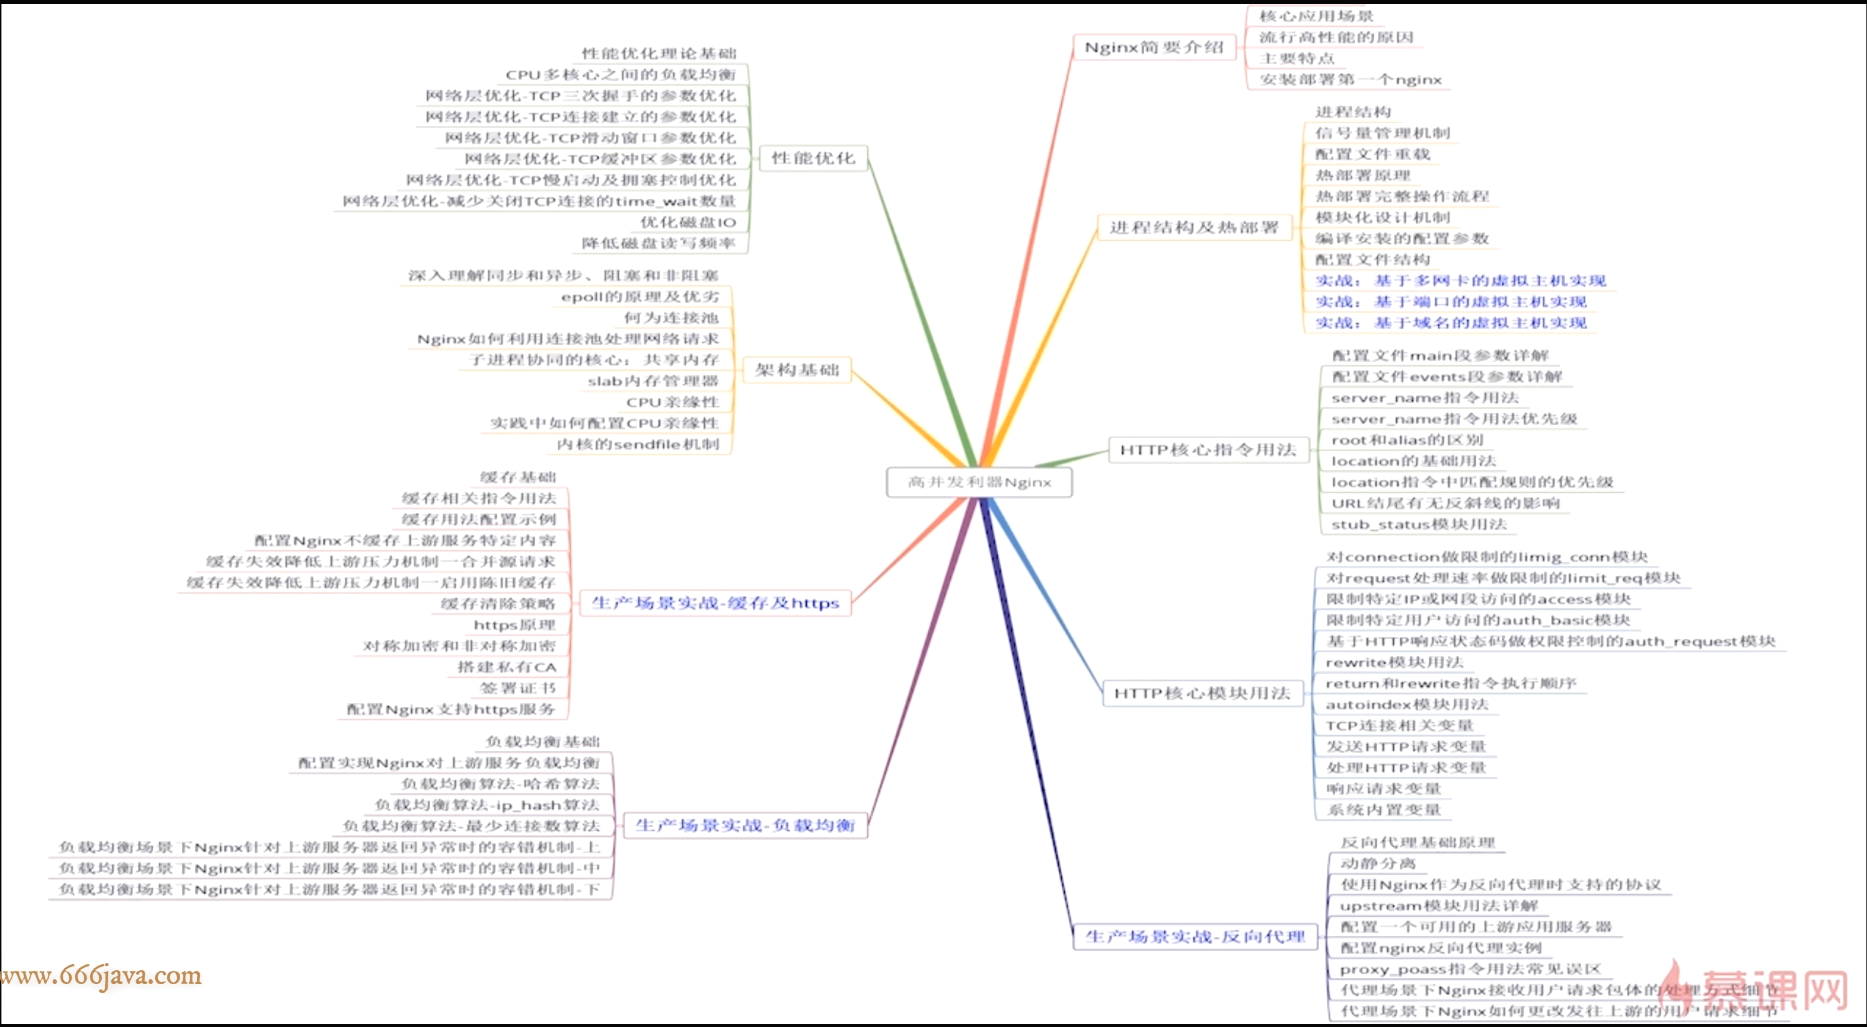 高并发利器Nginx
Nginx简要介绍
核心应用场景
流行高性能的原因
主要特点
安装部署第一个nginx
进程结构及热部署
进程结构
信号量管理机制
配置文件重载
热部署原理
热部署完整操作流程
模块化设计机制
编译安装的配置参数
配置文件结构
实战：基于多网卡的虚拟主机实现
实战：基于端口的虚拟主机实现
实战：基于域名的虚拟主机实现
HTTP核心指令用法
配置文件main段参数详解
配置文件events段参数详解
server_name指令用法
server_name指令用法优先级
root和alias的区别
location的基础用法
location指令中匹配规则的优先级
URL结尾有无反斜线的影响
stub_status模块用法
HTTP核心模块用法
对connection做限制的limig_conn模块
对request处理速率做限制的limit_req模块
限制特定IP或网段访问的access模块
限制特定用户访问的auth_basic模块
基于HTTP响应状态码做权限控制的auth_request模块
rewrite模块用法
return和rewrite指令执行顺序
autoindex模块用法
TCP连接相关变量
发送HTTP请求变量
处理HTTP请求变量
响应请求变量
系统内置变量
生产场景实战-反向代理
反向代理基础原理
动静分离
使用Nginx作为反向代理时支持的协议
upstream模块用法详解
配置一个可用的上游应用服务器
配置nginx反向代理实例
proxy_poass指令用法常见误区
代理场景下Nginx接收用户请求包体的处理方式细节
代理场景下Nginx如何更改发往上游的用户请求细节
性能优化
性能优化理论基础
CPU多核心之间的负载均衡
网络层优化-TCP三次握手的参数优化
网络层优化-TCP连接建立的参数优化
网络层优化-TCP滑动窗口参数优化
网络层优化-TCP缓冲区参数优化
网络层优化-TCP慢启动及拥塞控制优化
网络层优化-减少关闭TCP连接的time_wait数量
优化磁盘IO
降低磁盘读写频率
架构基础
深入理解同步和异步、阻塞和非阻塞
epoll的原理及优劣
何为连接池
Nginx如何利用连接池处理网络请求
子进程协同的核心：共享内存
slab内存管理器
CPU亲缘性
实践中如何配置CPU亲缘性
内核的sendfile机制
生产场景实战-缓存及https
缓存基础
缓存相关指令用法
缓存用法配置示例
配置Nginx不缓存上游服务特定内容
缓存失效降低上游压力机制一合并源请求
缓存失效降低上游压力机制一启用陈旧缓存
缓存清除策略
https原理
对称加密和非对称加密
搭建私有CA
签署证书
配置Nginx支持https服务
生产场景实战-负载均衡
负载均衡基础
配置实现Nginx对上游服务负载均衡
负载均衡算法-哈希算法
负载均衡算法-ip_hash算法
负载均衡算法-最少连接数算法
负载均衡场景下Nginx针对上游服务器返回异常时的容错机制-上
负载均衡场景下Nginx针对上游服务器返回异常时的容错机制-中
负载均衡场景下Nginx针对上游服务器返回异常时的容错机制-下
www.666java.com
慕课网